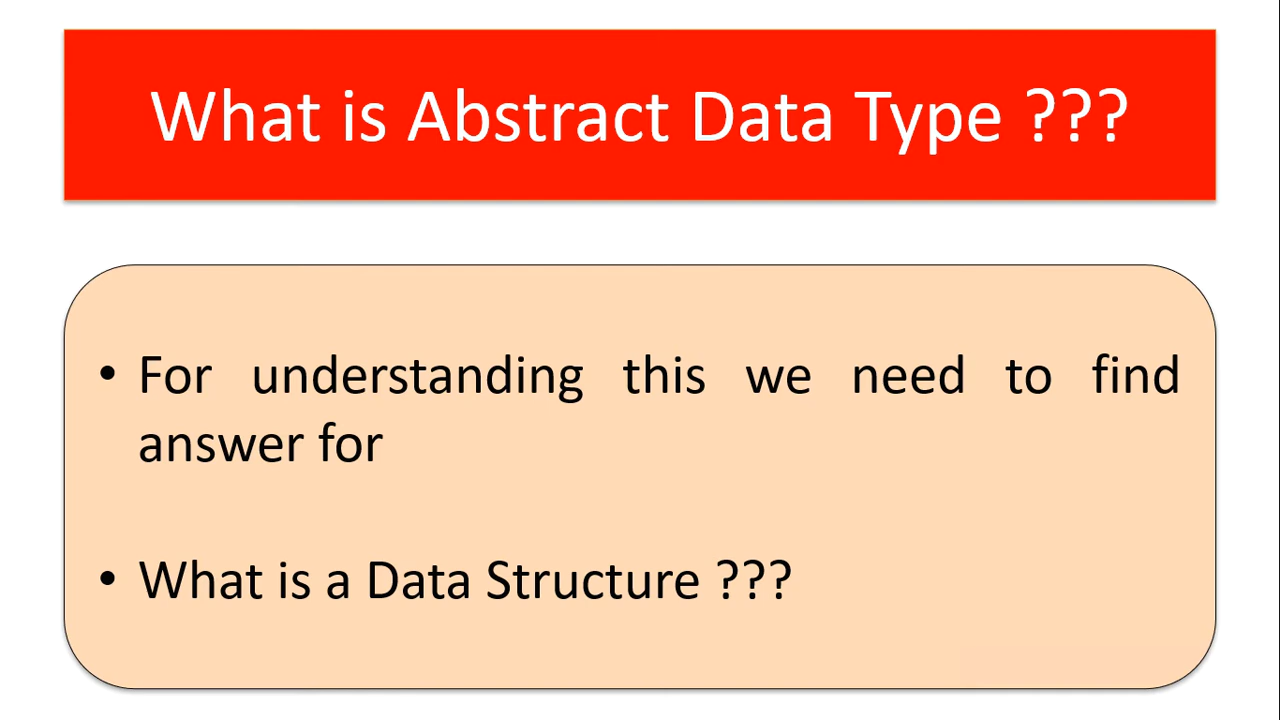 What is Abstract Data Type ???
• For understanding this we need to find
answer for
• What is a Data Structure ???